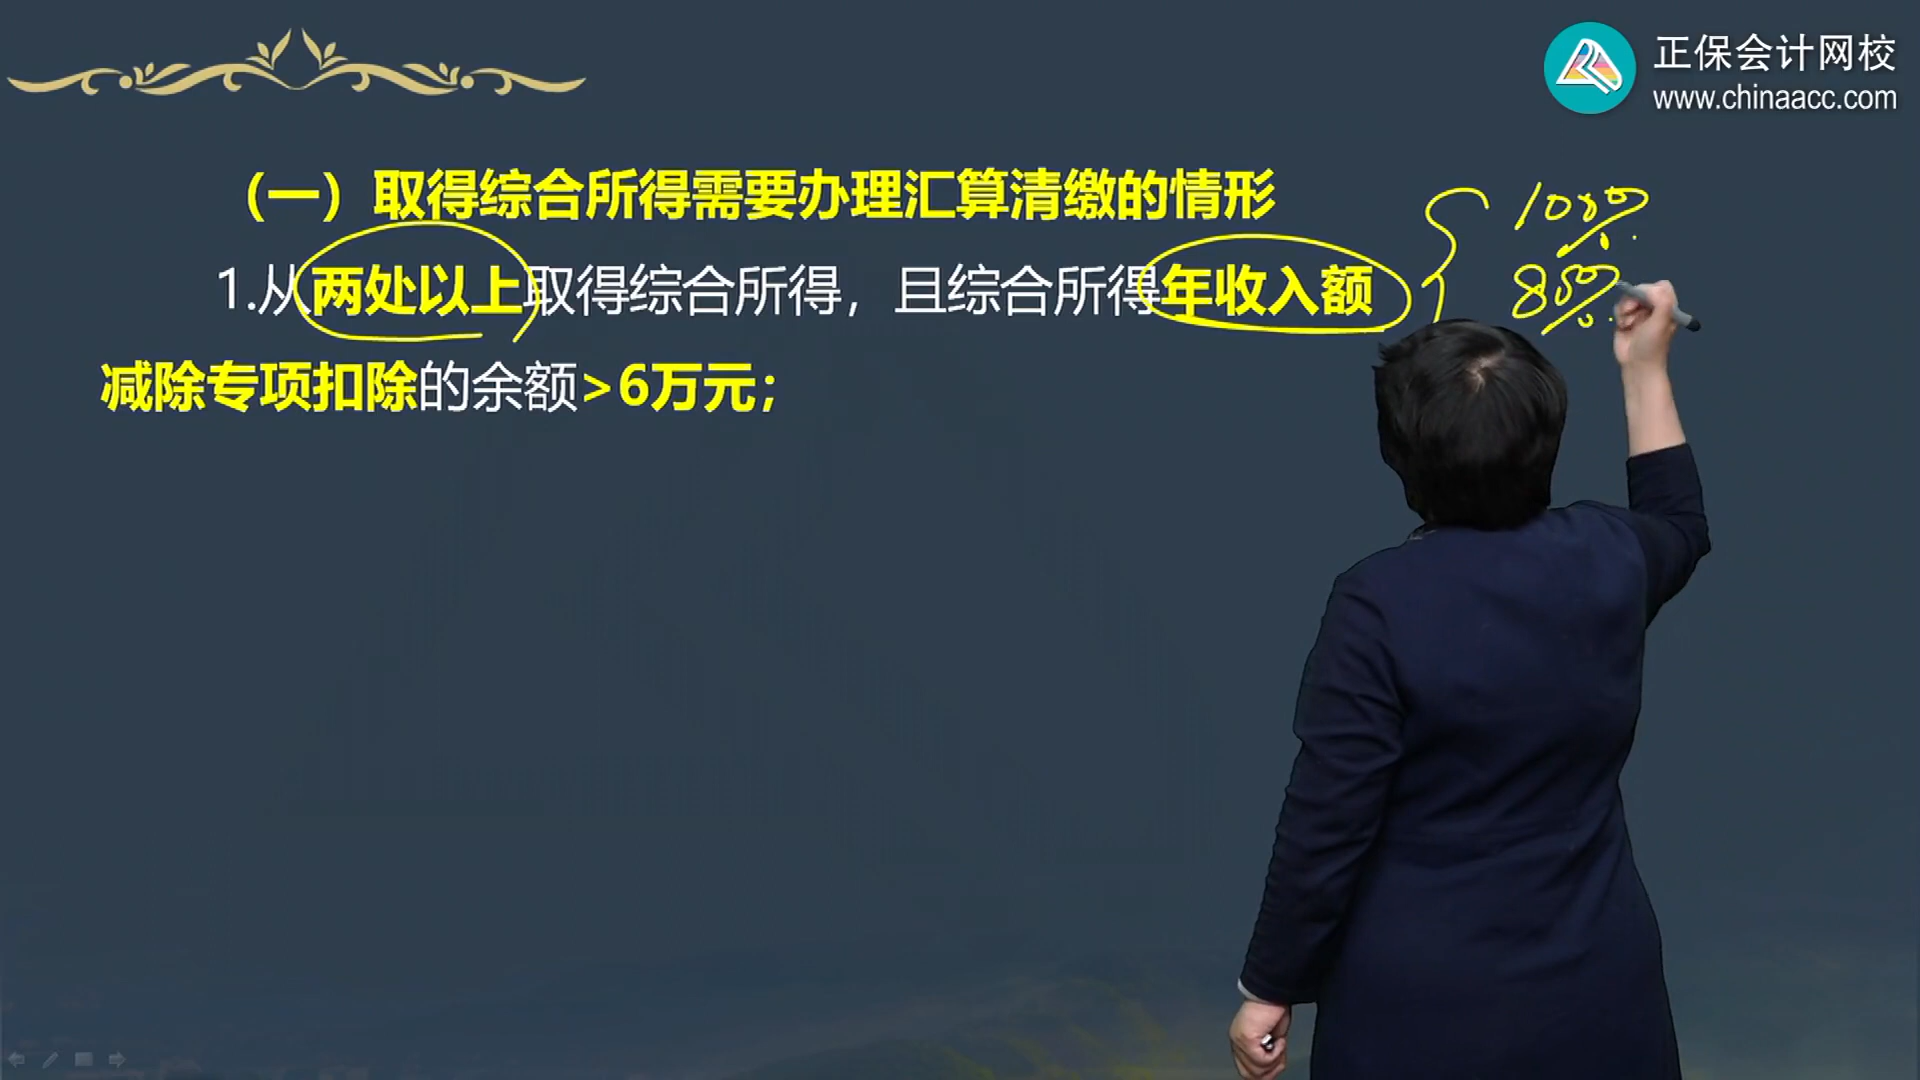 正保会计网校
www.chinaacc.com
（一）取得综合所得需要办理汇算清缴的情形
1.从两处以上取得综合所得，且综合所得年收入额
减除专项扣除的余额>6万元；